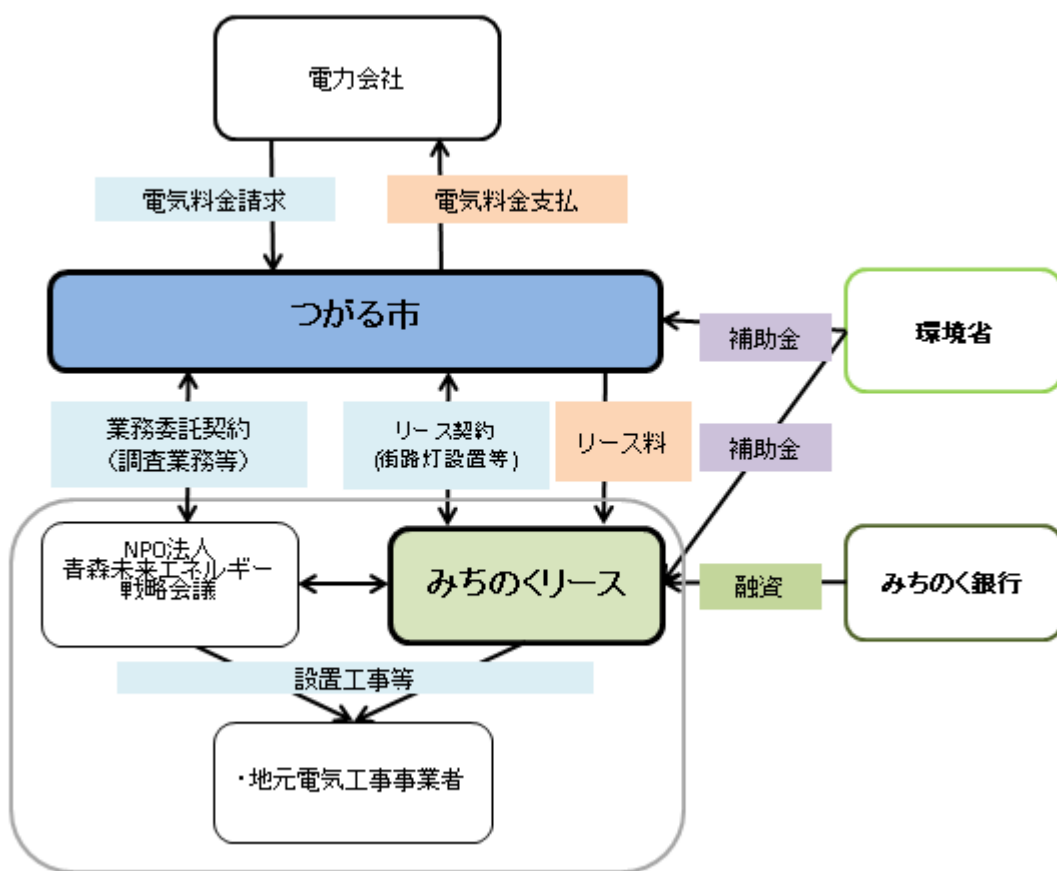 電力会社
電気料金請求
電気料金支払
つがる市
補助金
環境省
業務委託契約
（調査業務等）
リース契約
(街路灯設置等)
リース料
補助金
NPO法人
青森未来エネルギー
戦略会議
みちのくリース
融資
みちのく銀行
設置工事等
・地元電気工事事業者